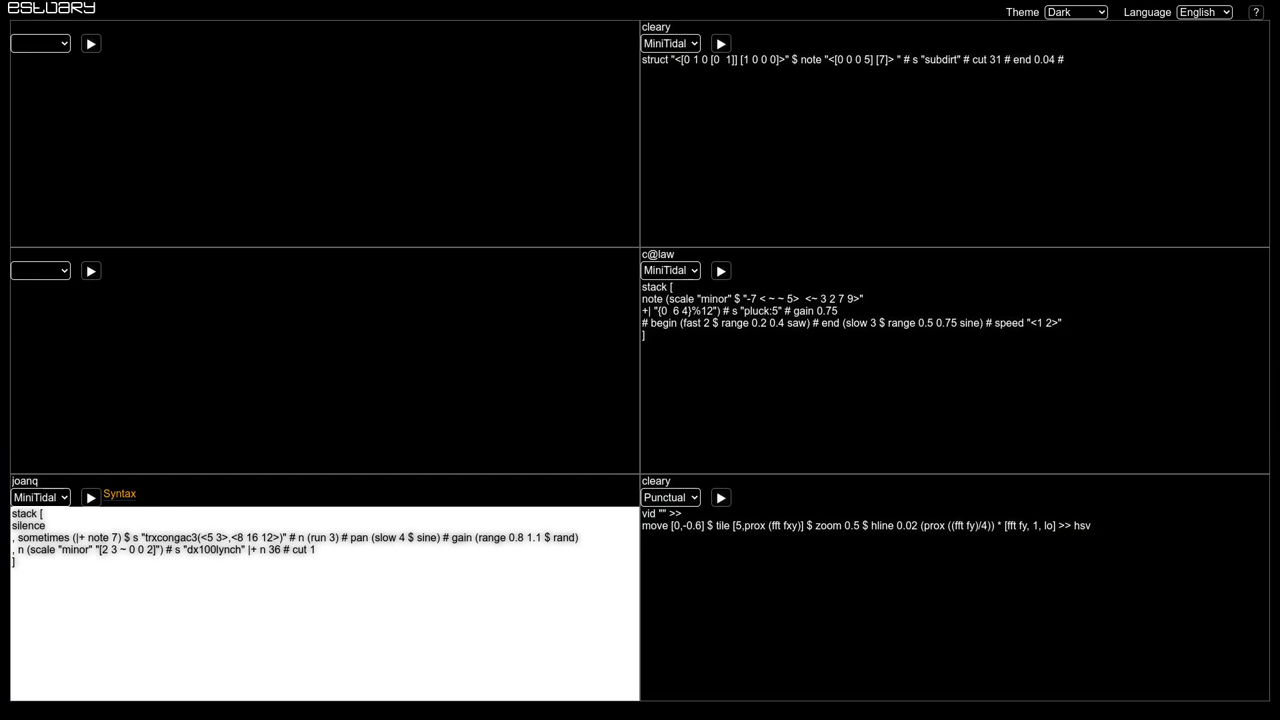 estuary
Theme Dark Language English ?
cleary
MiniTidal
struct "<[0 1 0 [0  1]] [1 0 0 0]>" $ note "<[0 0 0 5] [7]> " # s "subdirt" # cut 31 # end 0.04 #
c@law
MiniTidal
stack [
note (scale "minor" $ "-7 < ~ ~ 5>  <~ 3 2 7 9>"
+| "{0  6 4}%12") # s "pluck:5" # gain 0.75
# begin (fast 2 $ range 0.2 0.4 saw) # end (slow 3 $ range 0.5 0.75 sine) # speed "<1 2>"
]
joanq
MiniTidal Syntax
stack [
silence
, sometimes (|+ note 7) $ s "trxcongac3(<5 3>,<8 16 12>)" # n (run 3) # pan (slow 4 $ sine) # gain (range 0.8 1.1 $ rand)
, n (scale "minor" "[2 3 ~ 0 0 2]") # s "dx100lynch" |+ n 36 # cut 1
]
cleary
Punctual
vid "" >>
move [0,-0.6] $ tile [5,prox (fft fxy)] $ zoom 0.5 $ hline 0.02 (prox ((fft fy)/4)) * [fft fy, 1, lo] >> hsv